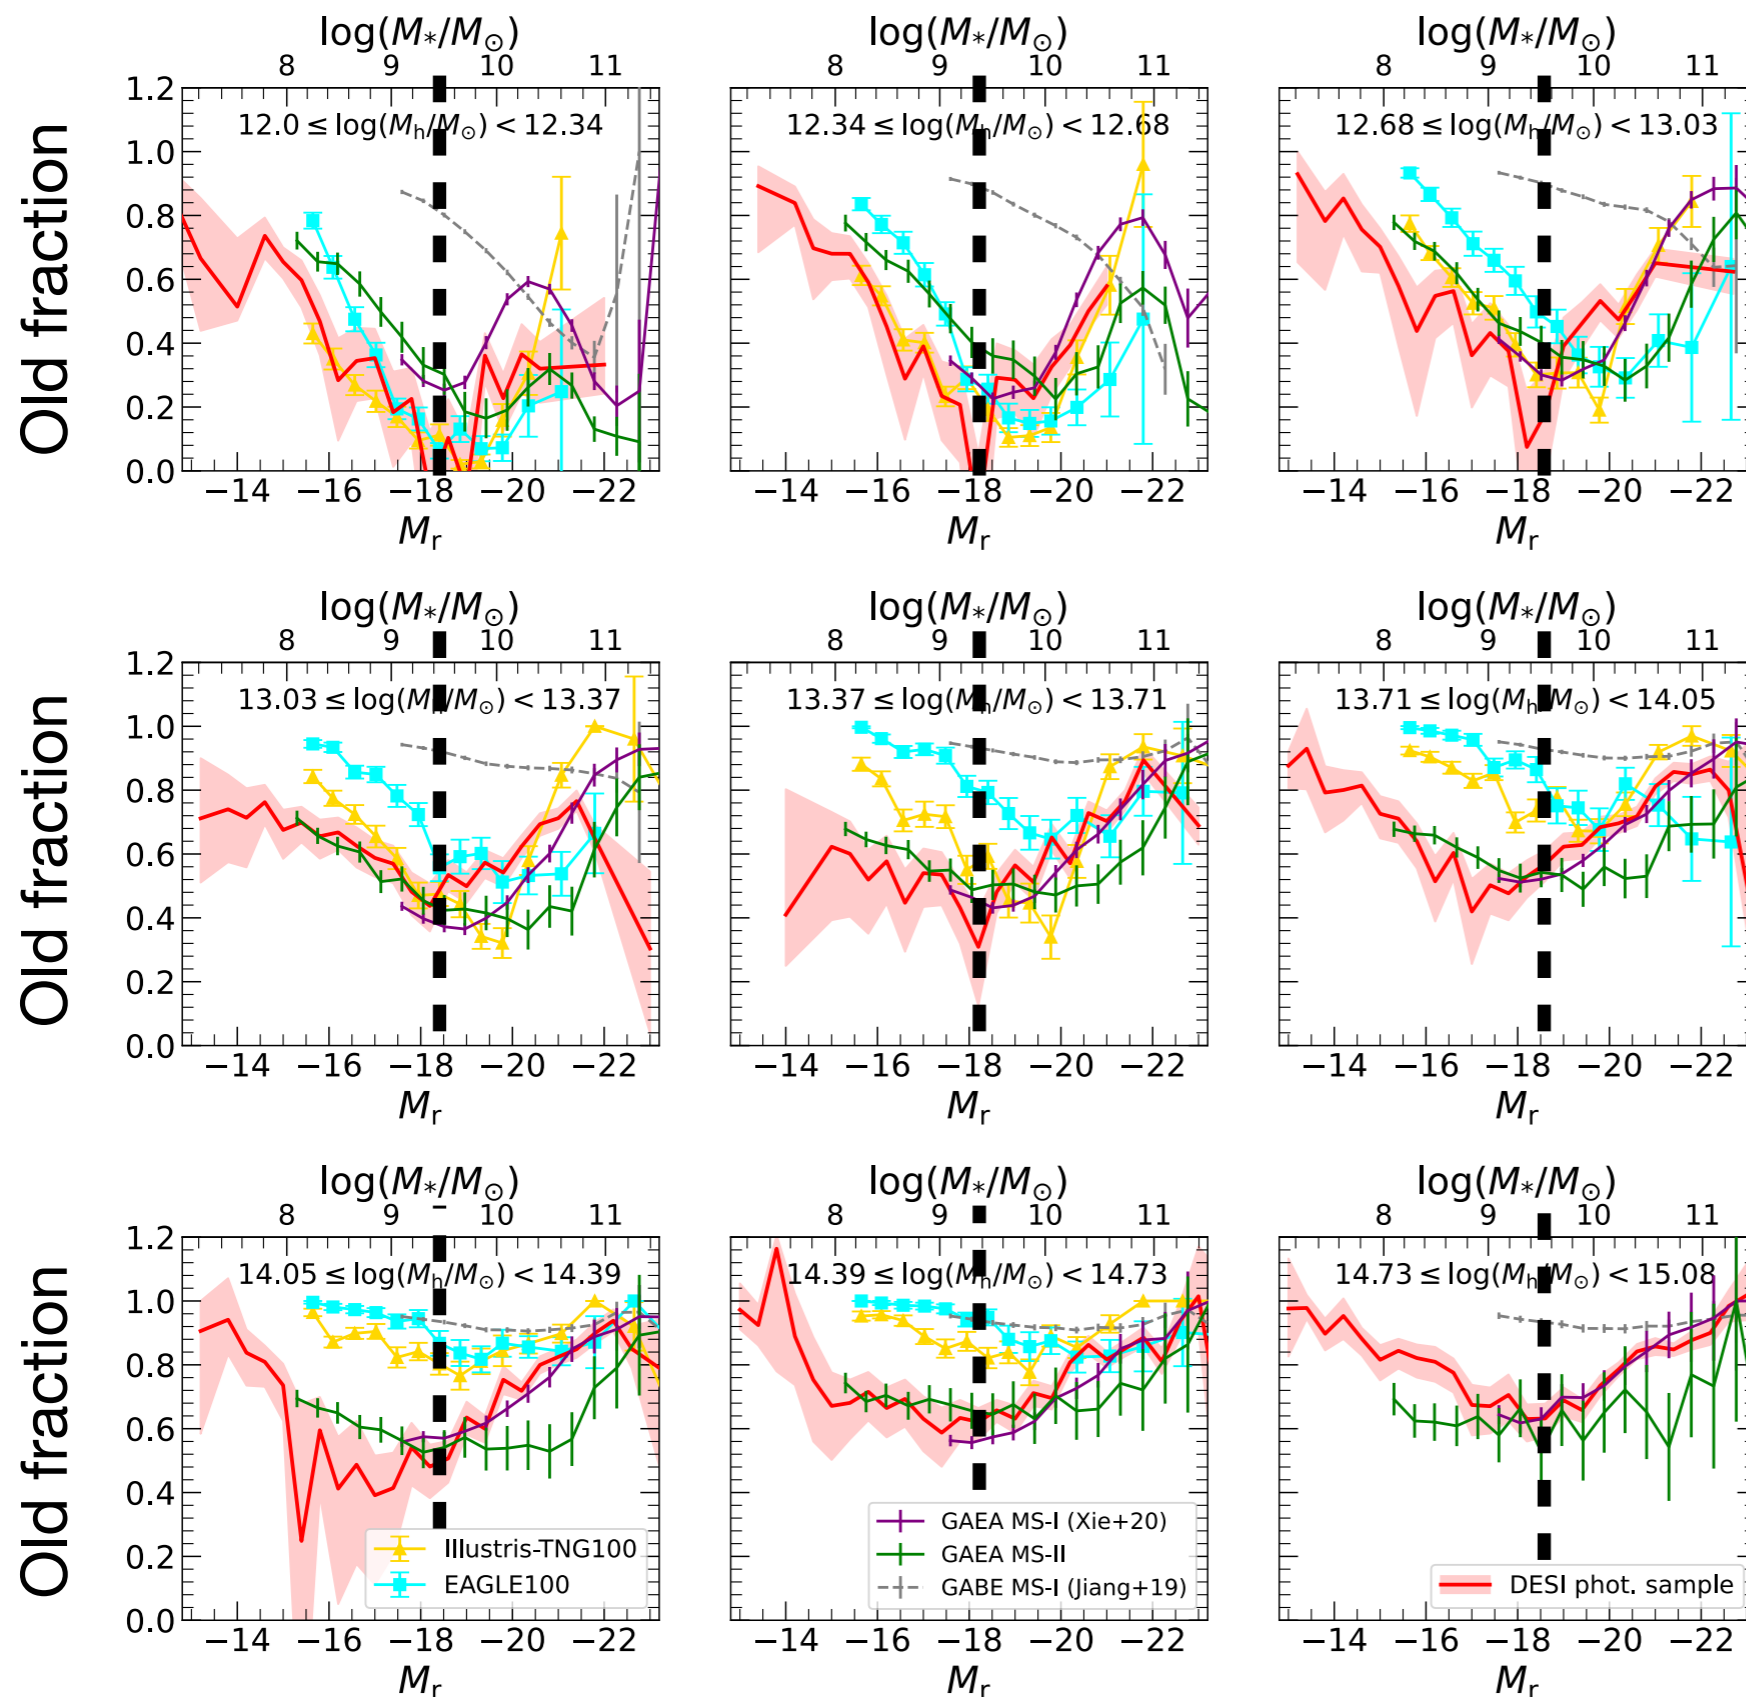 log(M*/M⊙) log(M*/M⊙) log(M*/M⊙)
8 9 10 11 8 9 10 11 8 9 10 11
12.0 ≤ log(Mh/M⊙) < 12.34 12.34 ≤ log(Mh/M⊙) < 12.68 12.68 ≤ log(Mh/M⊙) < 13.03
Old fraction
1.2
1.0
0.8
0.6
0.4
0.2
0.0
−14 −16 −18 −20 −22 −14 −16 −18 −20 −22 −14 −16 −18 −20 −22
Mr Mr Mr
log(M*/M⊙) log(M*/M⊙) log(M*/M⊙)
8 9 10 11 8 9 10 11 8 9 10 11
13.03 ≤ log(Mh/M⊙) < 13.37 13.37 ≤ log(Mh/M⊙) < 13.71 13.71 ≤ log(Mh/M⊙) < 14.05
Old fraction
1.2
1.0
0.8
0.6
0.4
0.2
0.0
−14 −16 −18 −20 −22 −14 −16 −18 −20 −22 −14 −16 −18 −20 −22
Mr Mr Mr
log(M*/M⊙) log(M*/M⊙) log(M*/M⊙)
8 9 10 11 8 9 10 11 8 9 10 11
14.05 ≤ log(Mh/M⊙) < 14.39 14.39 ≤ log(Mh/M⊙) < 14.73 14.73 ≤ log(Mh/M⊙) < 15.08
Old fraction
1.2
1.0
0.8
0.6
0.4
0.2
0.0
Illustris-TNG100
EAGLE100
GAEA MS-I (Xie+20)
GAEA MS-II
GABE MS-I (Jiang+19)
DESI phot. sample
−14 −16 −18 −20 −22 −14 −16 −18 −20 −22 −14 −16 −18 −20 −22
Mr Mr Mr